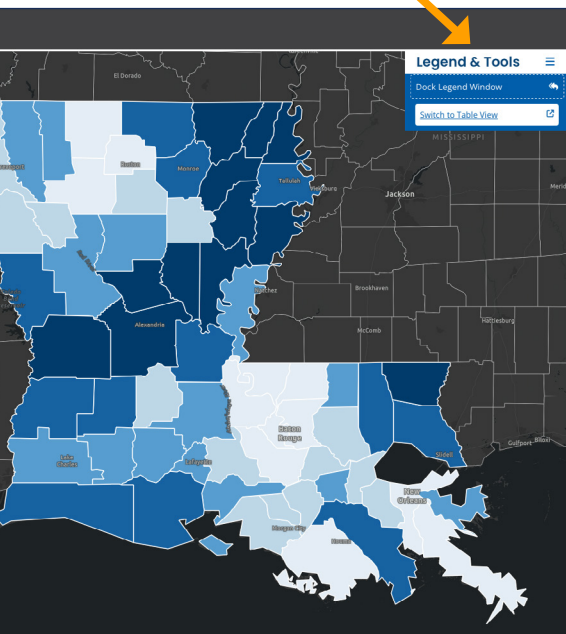 Legend & Tools
Dock Legend Window
Switch to Table View
MISSISSIPPI
El Dorado
Ruston
Monroe
Tallulah
Vicksburg
Jackson
Natchez
Brookhaven
Alexandria
McComb
Hattiesburg
Baton
Rouge
Gulfport
Biloxi
Slidell
Lake
Charles
Lafayette
New
Orleans
Morgan City
Houma